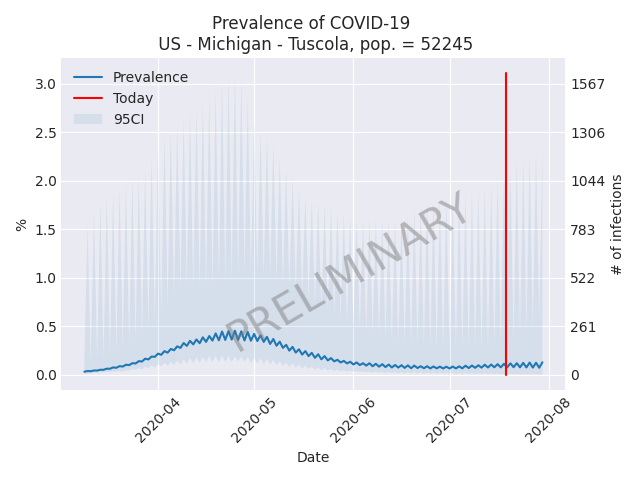 Prevalence of COVID-19
US - Michigan - Tuscola, pop. = 52245
Prevalence
Today
95CI
3.0
2.5
2.0
1.5
1.0
0.5
0.0
%
1567
1306
1044
783
522
261
0
# of infections
PRELIMINARY
2020-04
2020-05
2020-06
2020-07
2020-08
Date